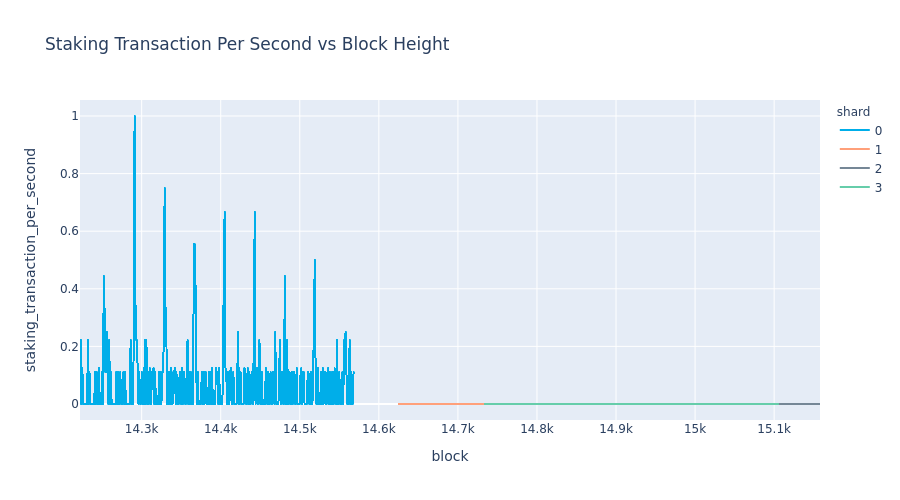 Staking Transaction Per Second vs Block Height
shard
0
1
2
3
staking_transaction_per_second
1
0.8
0.6
0.4
0.2
0
14.3k
14.4k
14.5k
14.6k
14.7k
14.8k
14.9k
15k
15.1k
block